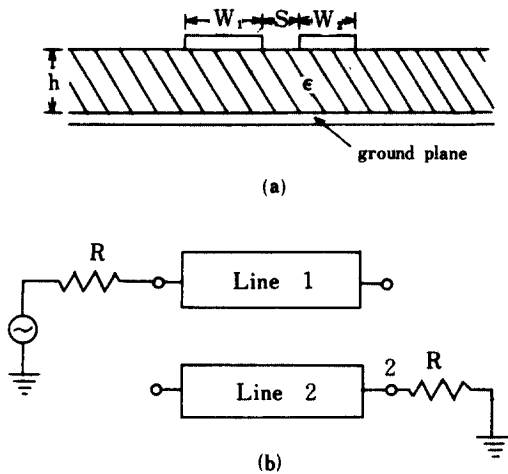 W₁ S W₂
h
ε
ground plane
(a)
R
Line 1
Line 2
2
R
(b)